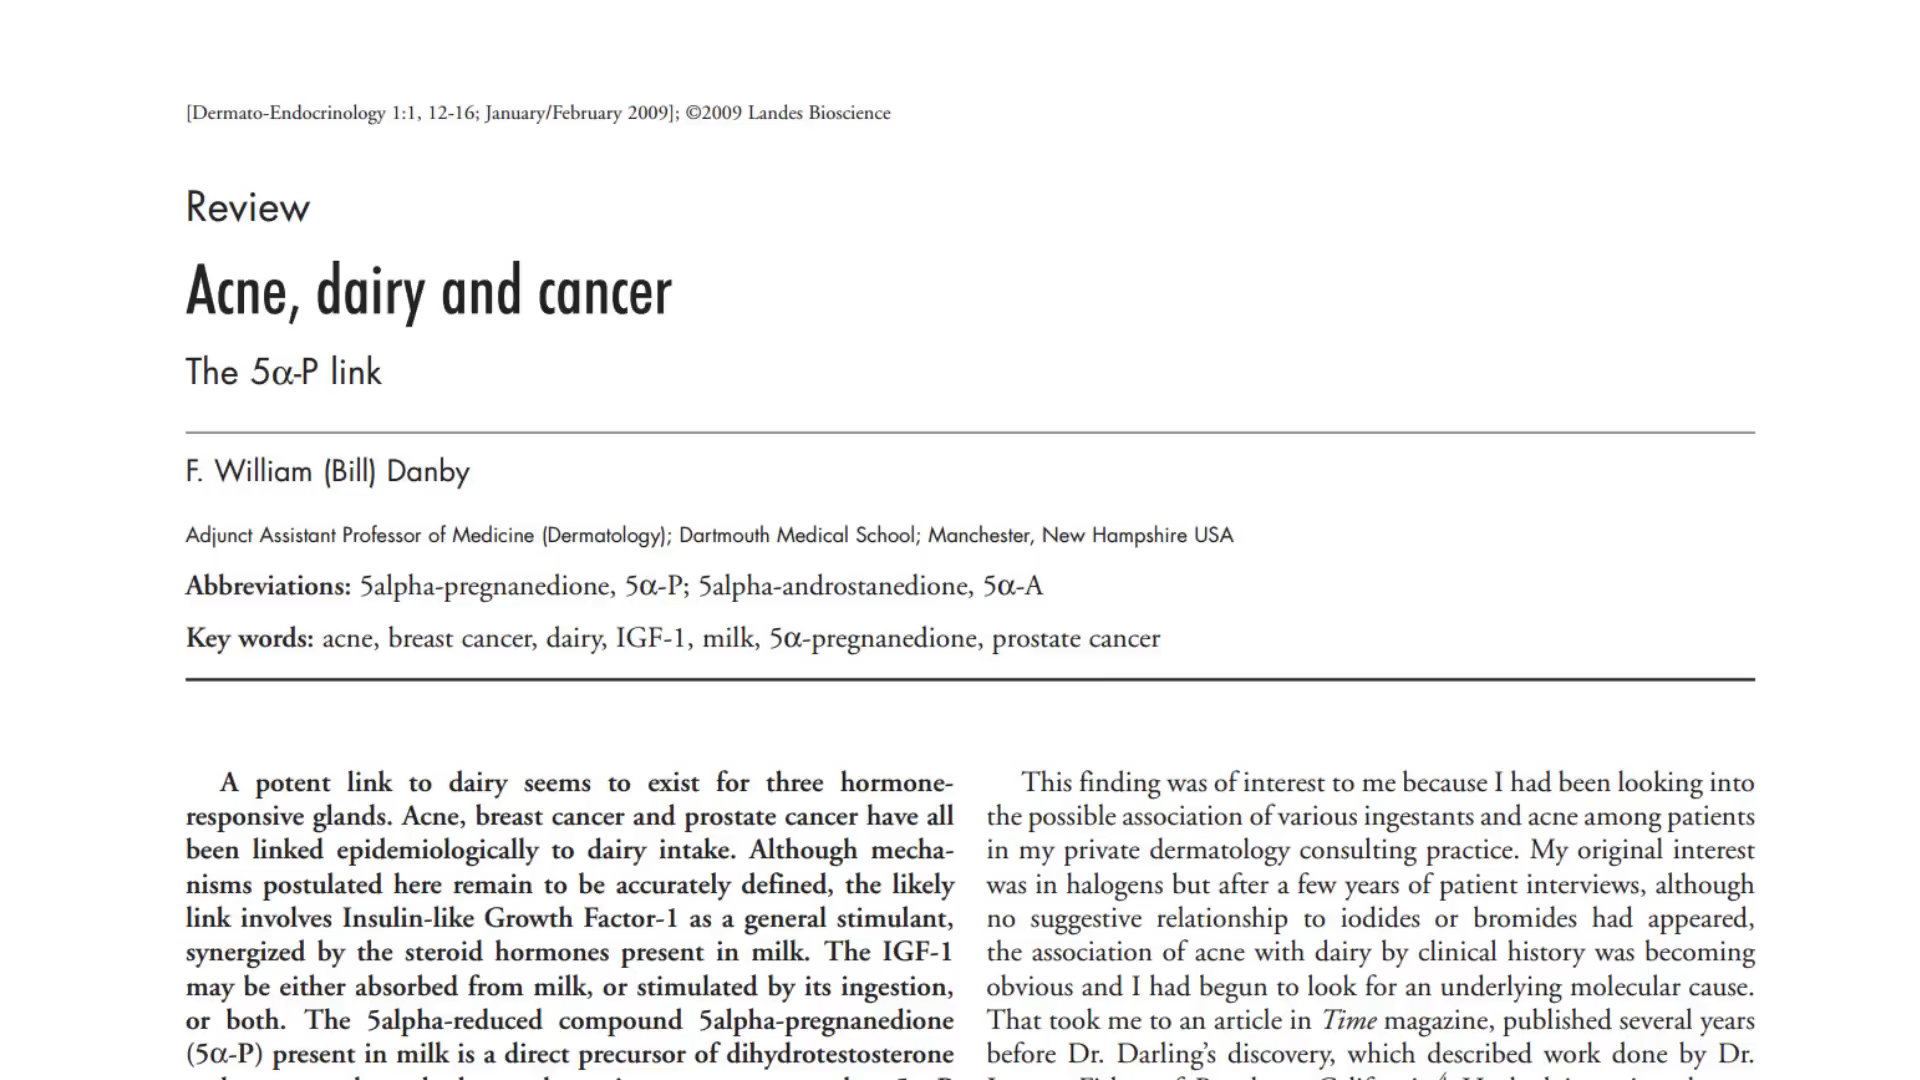 [Dermato-Endocrinology 1:1, 12-16; January/February 2009]; ©2009 Landes Bioscience
Review
Acne, dairy and cancer
The 5α-P link
F. William (Bill) Danby
Adjunct Assistant Professor of Medicine (Dermatology); Dartmouth Medical School; Manchester, New Hampshire USA
Abbreviations: 5alpha-pregnanedione, 5α-P; 5alpha-androstanedione, 5α-A
Key words: acne, breast cancer, dairy, IGF-1, milk, 5α-pregnanedione, prostate cancer
A potent link to dairy seems to exist for three hormone-
responsive glands. Acne, breast cancer and prostate cancer have all
been linked epidemiologically to dairy intake. Although mecha-
nisms postulated here remain to be accurately defined, the likely
link involves Insulin-like Growth Factor-1 as a general stimulant,
synergized by the steroid hormones present in milk. The IGF-1
may be either absorbed from milk, or stimulated by its ingestion,
or both. The 5alpha-reduced compound 5alpha-pregnanedione
(5α-P) present in milk is a direct precursor of dihydrotestosterone
This finding was of interest to me because I had been looking into
the possible association of various ingestants and acne among patients
in my private dermatology consulting practice. My original interest
was in halogens but after a few years of patient interviews, although
no suggestive relationship to iodides or bromides had appeared,
the association of acne with dairy by clinical history was becoming
obvious and I had begun to look for an underlying molecular cause.
That took me to an article in Time magazine, published several years
before Dr. Darling's discovery, which described work done by Dr.